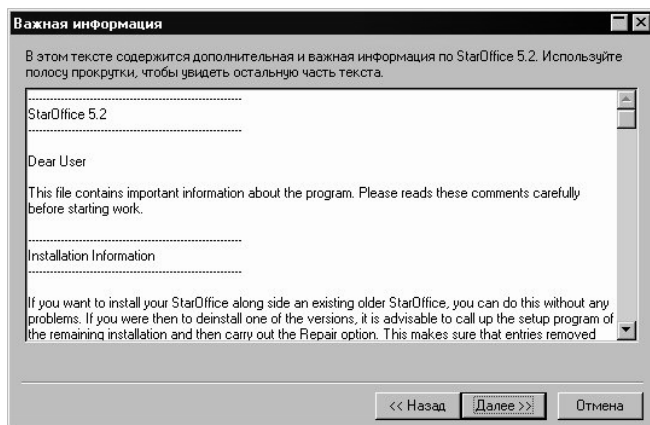 Важная информация
В этом тексте содержится дополнительная и важная информация по StarOffice 5.2. Используйте
полосу прокрутки, чтобы увидеть остальную часть текста.
------------------------------------------------------
StarOffice 5.2
------------------------------------------------------
Dear User
This file contains important information about the program. Please reads these comments carefully
before starting work.
------------------------------------------------------
Installation Information
------------------------------------------------------
If you want to install your StarOffice along side an existing older StarOffice, you can do this without any
problems. If you were then to deinstall one of the versions, it is advisable to call up the setup program of
the remaining installation and then carry out the Repair option. This makes sure that entries removed
<< Назад
Далее >>
Отмена